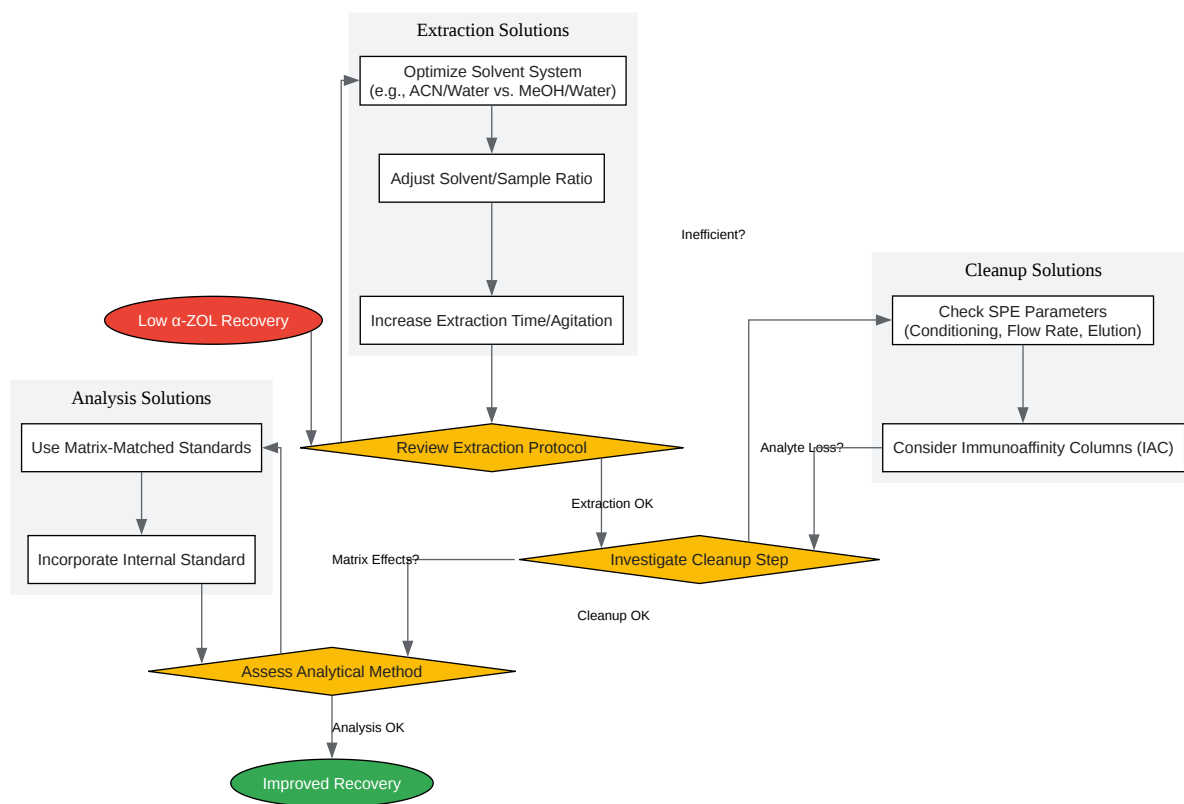 Extraction Solutions
Optimize Solvent System
(e.g., ACN/Water vs. MeOH/Water)
Adjust Solvent/Sample Ratio
Inefficient?
Cleanup Solutions
Low α-ZOL Recovery
Increase Extraction Time/Agitation
Check SPE Parameters
(Conditioning, Flow Rate, Elution)
Analysis Solutions
Use Matrix-Matched Standards
Review Extraction Protocol
Analyte Loss?
Consider Immunoaffinity Columns (IAC)
Extraction OK
Incorporate Internal Standard
Matrix Effects?
Investigate Cleanup Step
Cleanup OK
Assess Analytical Method
Analysis OK
Improved Recovery